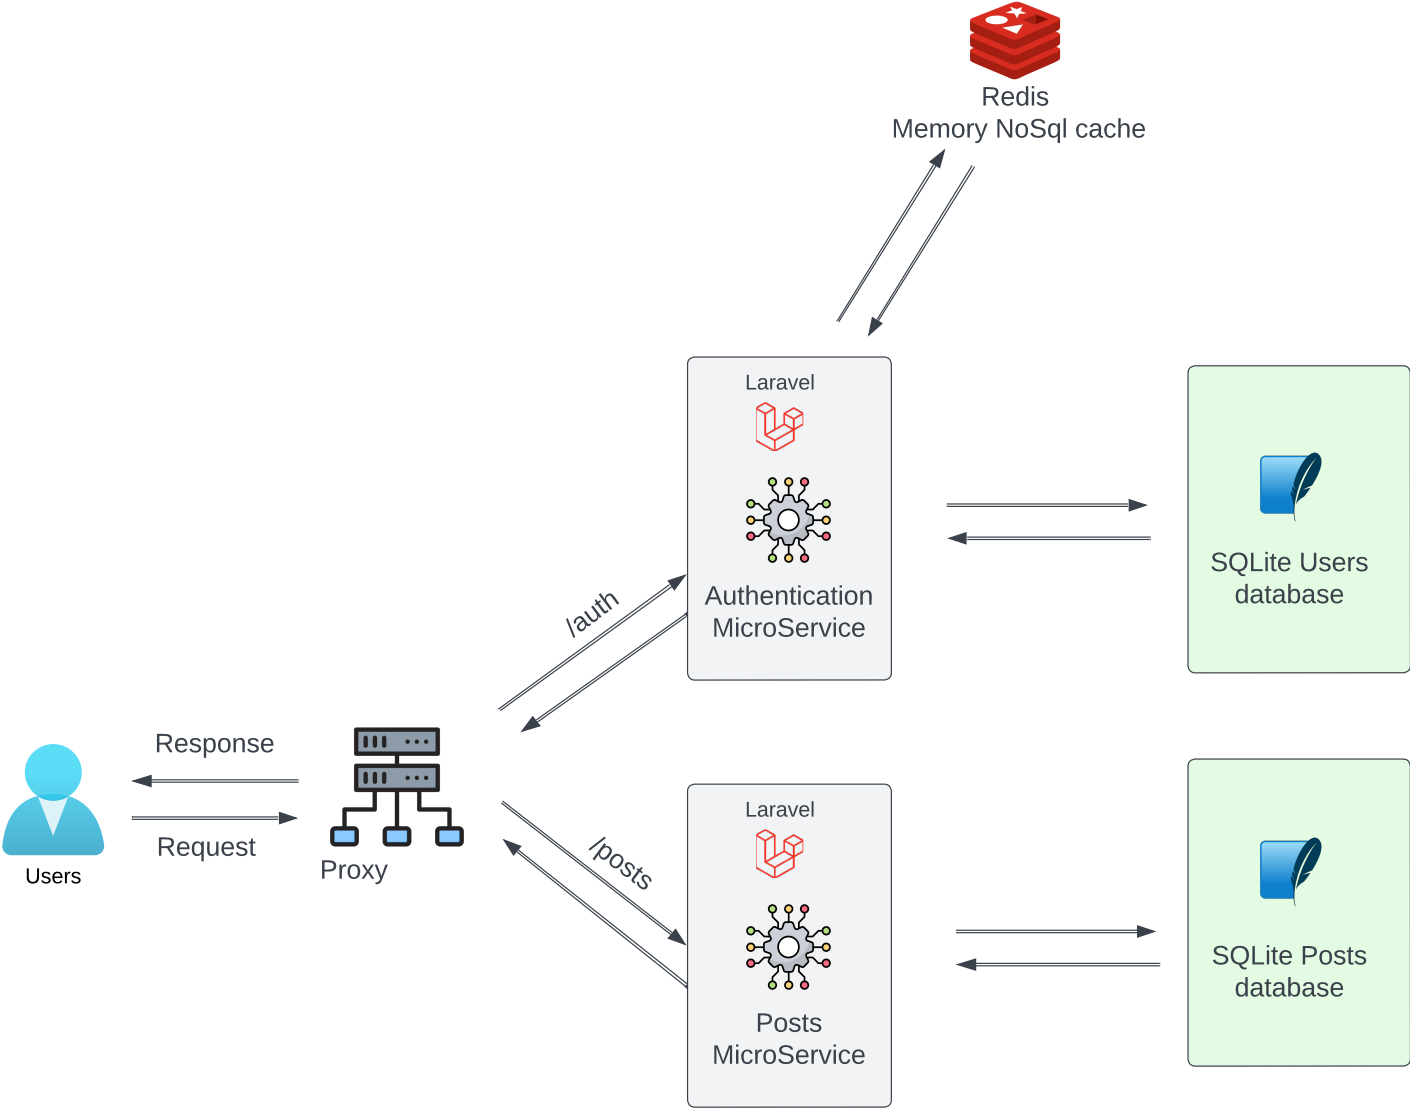 Redis
Memory NoSql cache
Laravel
Authentication
MicroService
SQLite Users
database
/auth
Response
Request
Users
Proxy
/posts
Laravel
Posts
MicroService
SQLite Posts
database